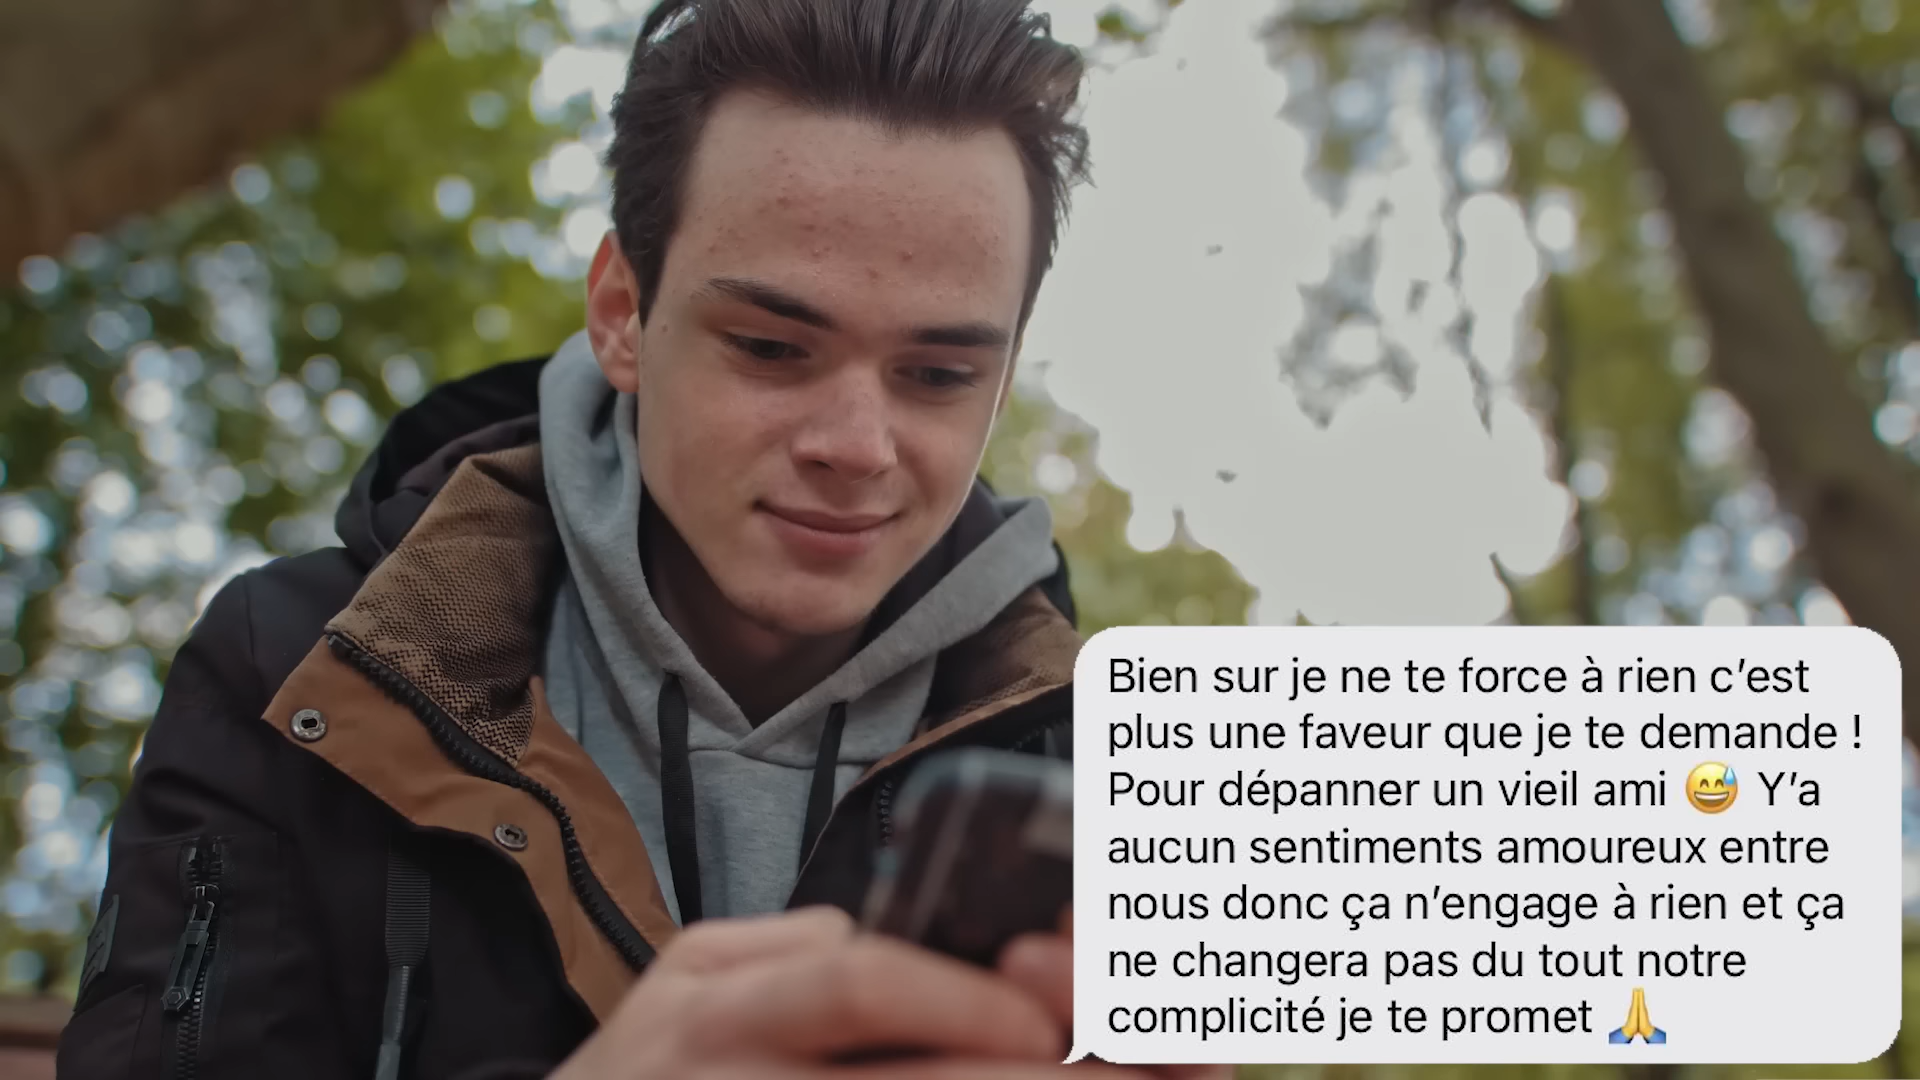 Bien sur je ne te force à rien c’est
plus une faveur que je te demande !
Pour dépanner un vieil ami 😅 Y’a
aucun sentiments amoureux entre
nous donc ça n’engage à rien et ça
ne changera pas du tout notre
complicité je te promet 🙏